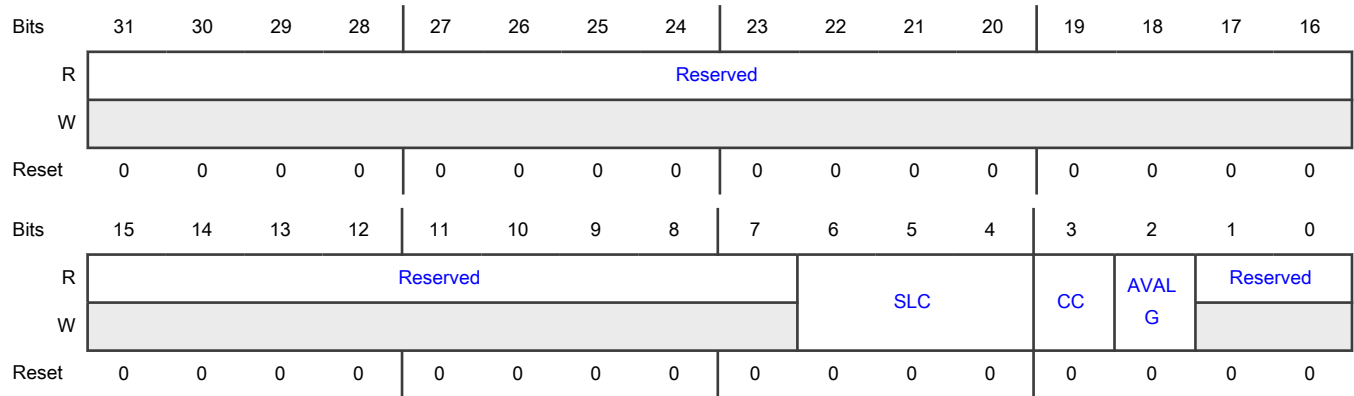 Bits 31 30 29 28 27 26 25 24 23 22 21 20 19 18 17 16
R Reserved
W
Reset 0 0 0 0 0 0 0 0 0 0 0 0 0 0 0 0
Bits 15 14 13 12 11 10 9 8 7 6 5 4 3 2 1 0
R Reserved SLC CC AVAL G Reserved
W
Reset 0 0 0 0 0 0 0 0 0 0 0 0 0 0 0 0